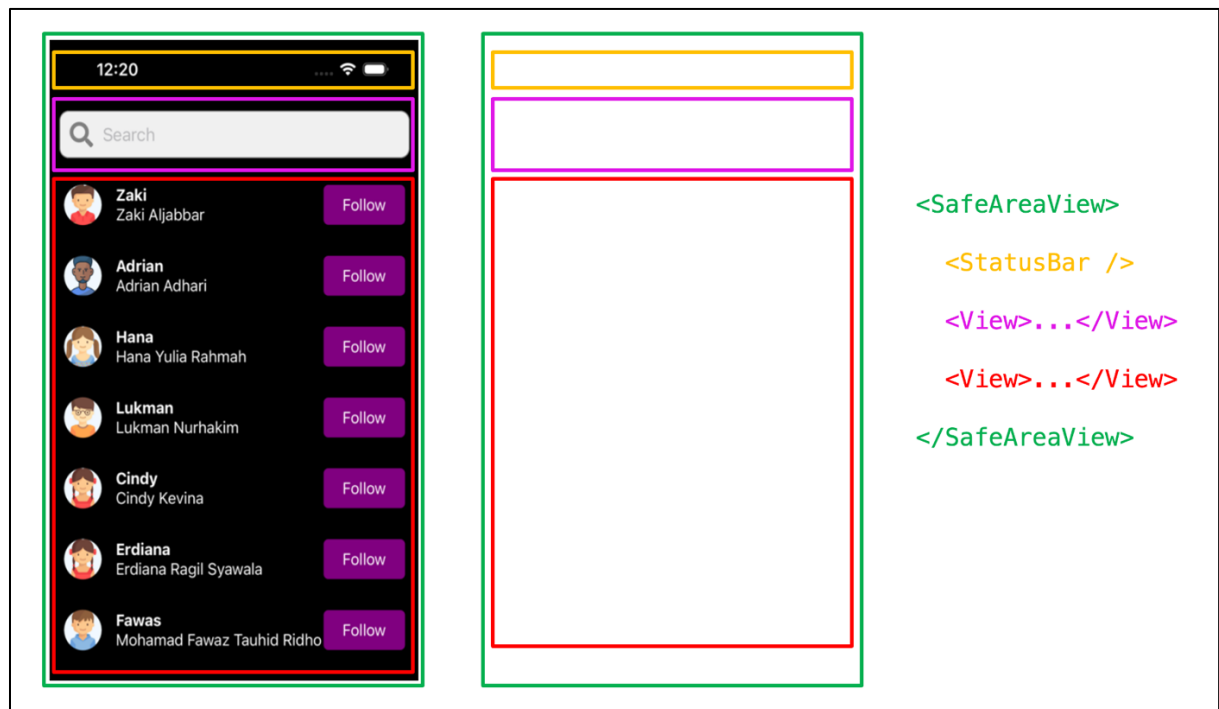 12:20
Search
Zaki
Zaki Aljabbar
Follow
Adrian
Adrian Adhari
Follow
Hana
Hana Yulia Rahmah
Follow
Lukman
Lukman Nurhakim
Follow
Cindy
Cindy Kevina
Follow
Erdiana
Erdiana Ragil Syawala
Follow
Fawas
Mohamad Fawaz Tauhid Ridho
Follow
<SafeAreaView>
<StatusBar />
<View>...</View>
<View>...</View>
</SafeAreaView>